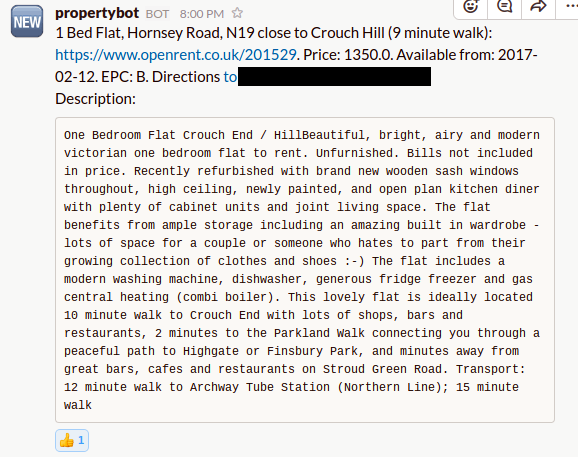 NEW
propertybot BOT 8:00 PM
1 Bed Flat, Hornsey Road, N19 close to Crouch Hill (9 minute walk):
https://www.openrent.co.uk/201529. Price: 1350.0. Available from: 2017-
02-12. EPC: B. Directions to
Description:
One Bedroom Flat Crouch End / HillBeautiful, bright, airy and modern
victorian one bedroom flat to rent. Unfurnished. Bills not included
in price. Recently refurbished with brand new wooden sash windows
throughout, high ceiling, newly painted, and open plan kitchen diner
with plenty of cabinet units and joint living space. The flat
benefits from ample storage including an amazing built in wardrobe -
lots of space for a couple or someone who hates to part from their
growing collection of clothes and shoes :-) The flat includes a
modern washing machine, dishwasher, generous fridge freezer and gas
central heating (combi boiler). This lovely flat is ideally located
10 minute walk to Crouch End with lots of shops, bars and
restaurants, 2 minutes to the Parkland Walk connecting you through a
peaceful path to Highgate or Finsbury Park, and minutes away from
great bars, cafes and restaurants on Stroud Green Road. Transport:
12 minute walk to Archway Tube Station (Northern Line); 15 minute
walk
1